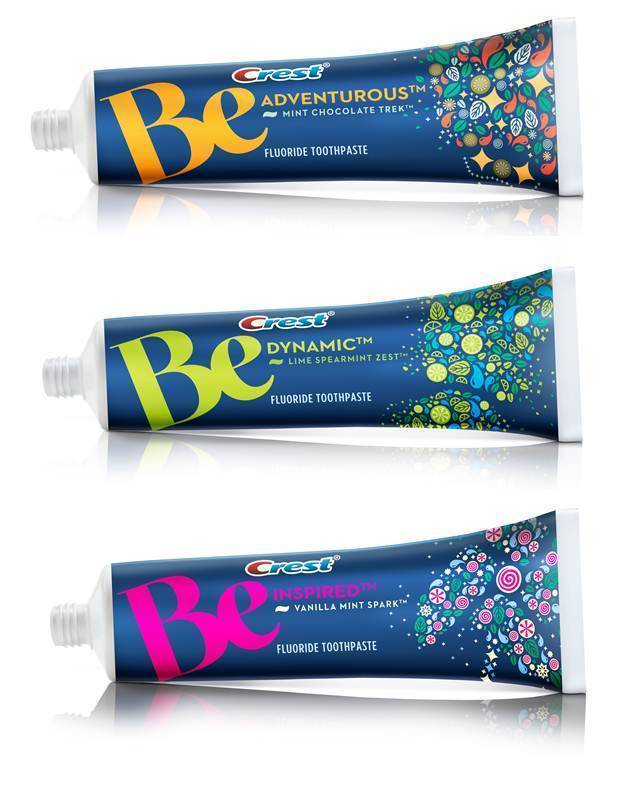 Crest®
Be ADVENTUROUS™
~ MINT CHOCOLATE TREK™
FLUORIDE TOOTHPASTE
Crest®
Be DYNAMIC™
~ LIME SPEARMINT ZEST™
FLUORIDE TOOTHPASTE
Crest®
Be INSPIRED™
~ VANILLA MINT SPARK™
FLUORIDE TOOTHPASTE